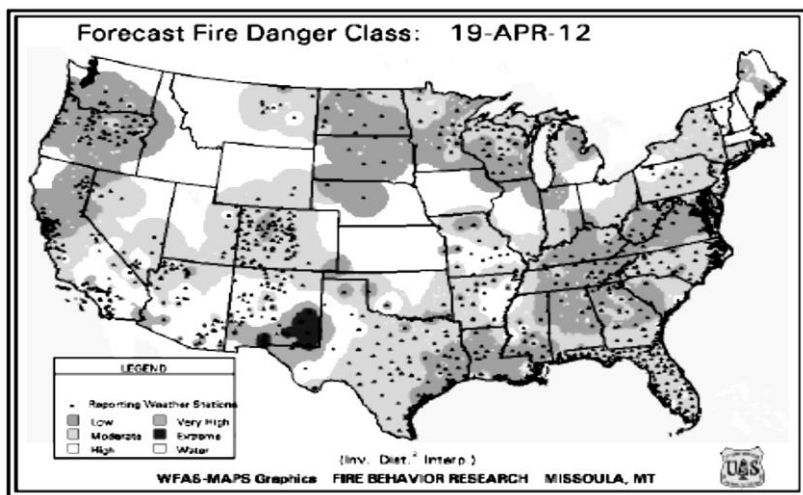 Forecast Fire Danger Class: 19-APR-12
LEGEND
Reporting Weather Stations
Low
Very High
Moderate
Extreme
High
Water
(Inv. Dist.² Interp.)
WFAS-MAPS Graphics FIRE BEHAVIOR RESEARCH MISSOULA, MT
UAS